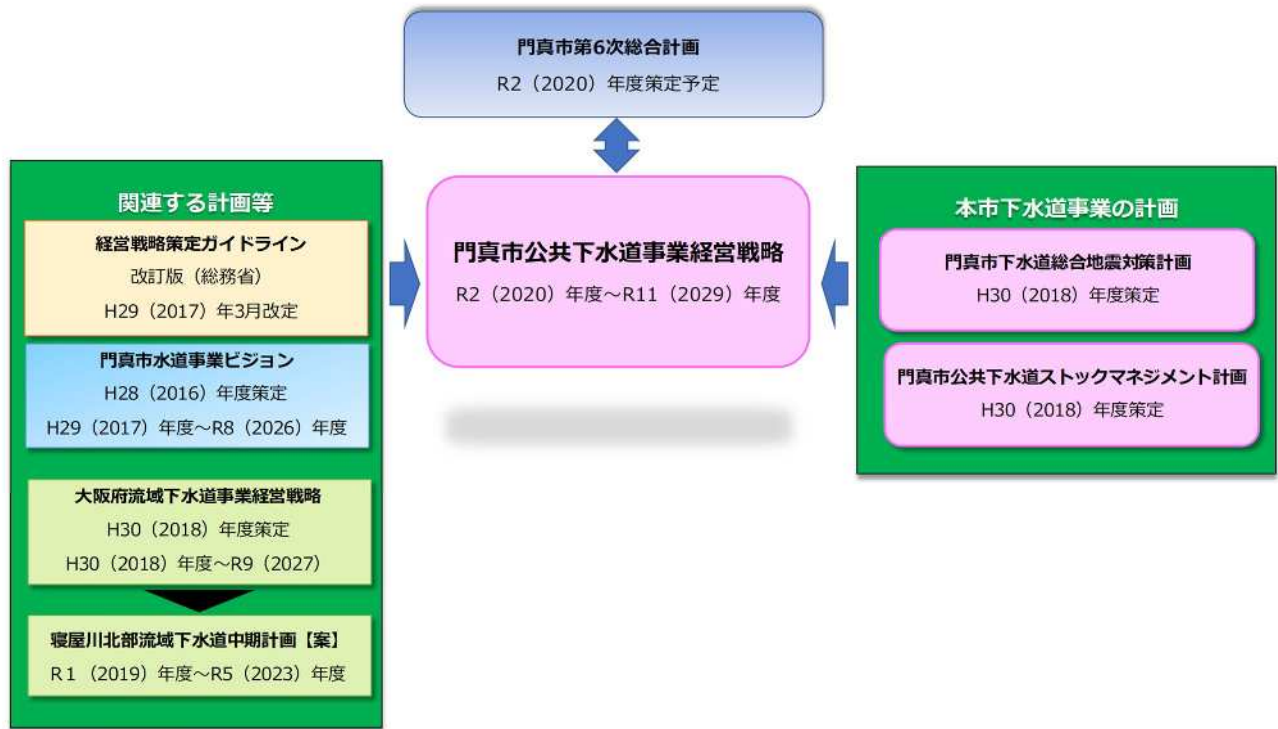 門真市第6次総合計画
R2（2020）年度策定予定
関連する計画等
経営戦略策定ガイドライン
改訂版（総務省）
H29（2017）年3月改定
門真市水道事業ビジョン
H28（2016）年度策定
H29（2017）年度～R8（2026）年度
大阪府流域下水道事業経営戦略
H30（2018）年度策定
H30（2018）年度～R9（2027）
寝屋川北部流域下水道中期計画【案】
R１（2019）年度～R5（2023）年度
門真市公共下水道事業経営戦略
R2（2020）年度～R11（2029）年度
本市下水道事業の計画
門真市下水道総合地震対策計画
H30（2018）年度策定
門真市公共下水道ストックマネジメント計画
H30（2018）年度策定